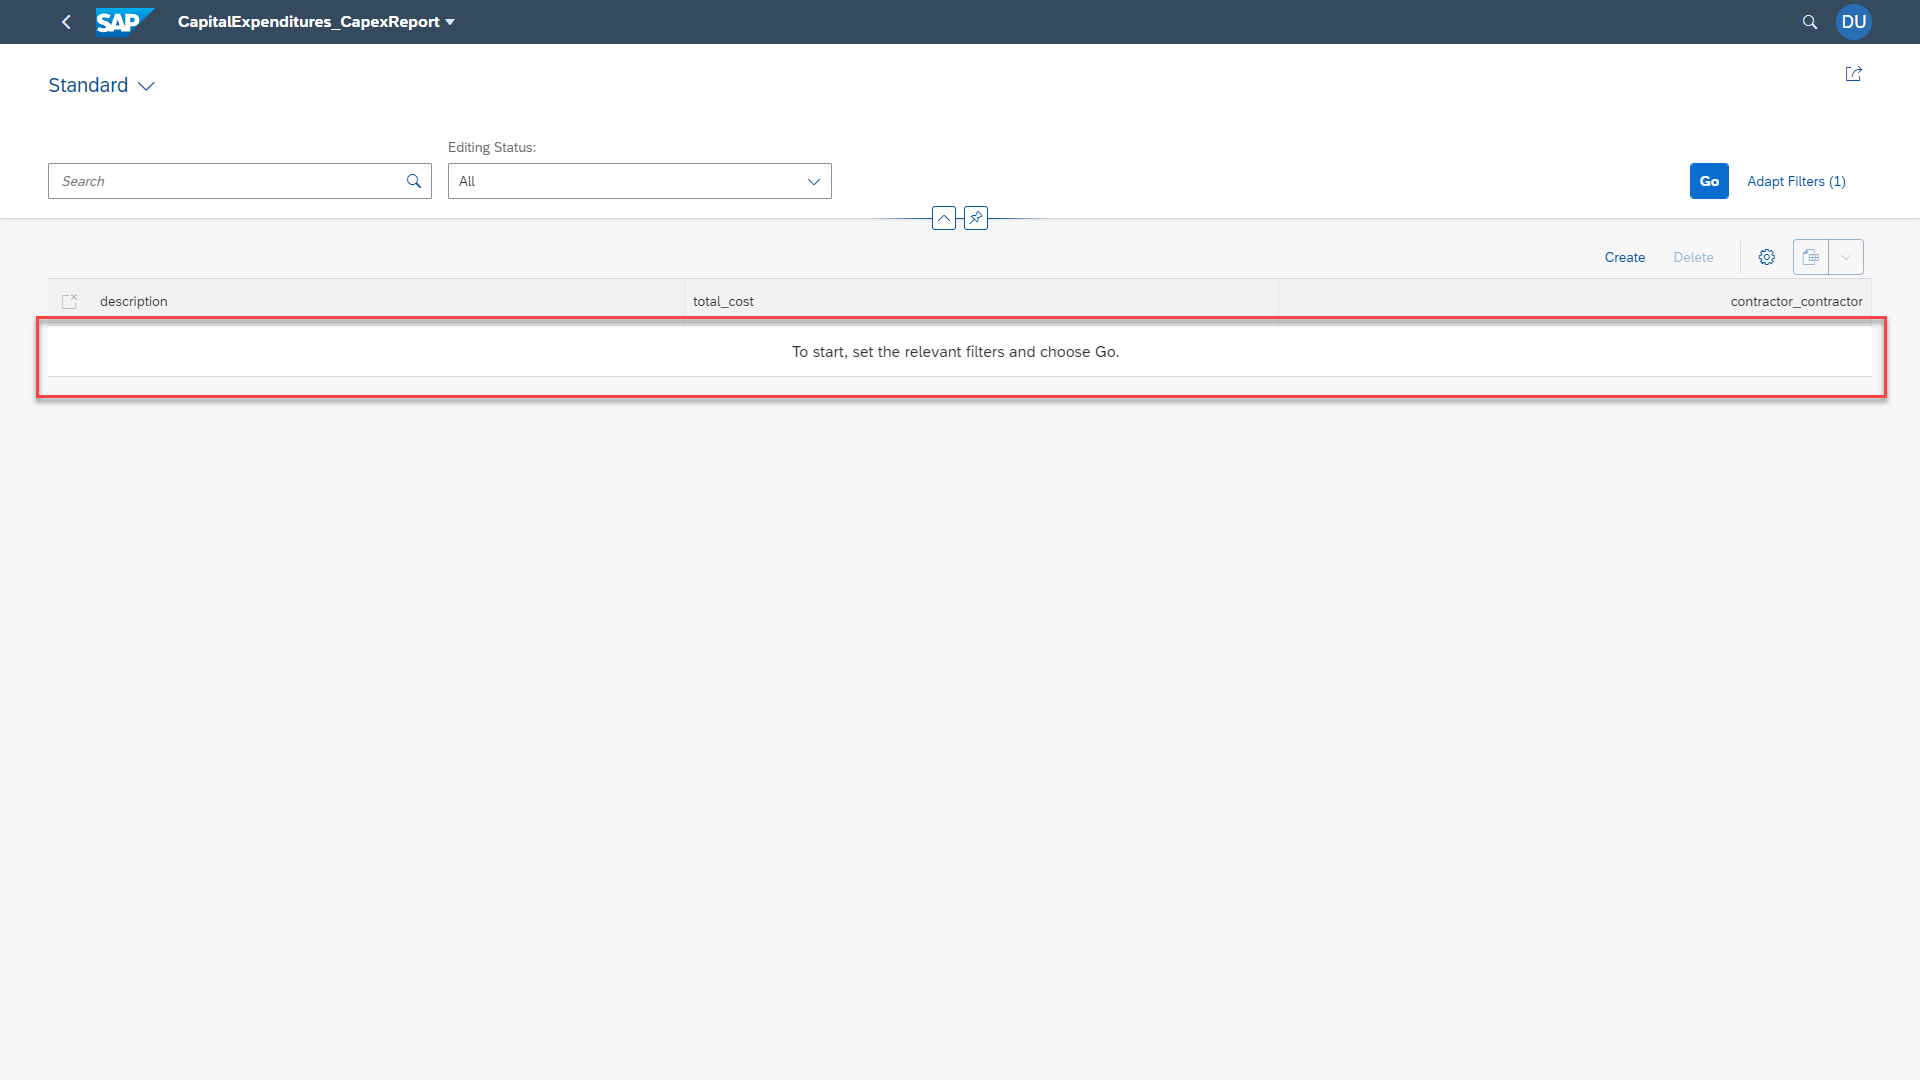 SAP CapitalExpenditures_CapexReport DU
Standard
Editing Status:
Search All Go Adapt Filters (1)
Create Delete
description total_cost contractor_contractor
To start, set the relevant filters and choose Go.